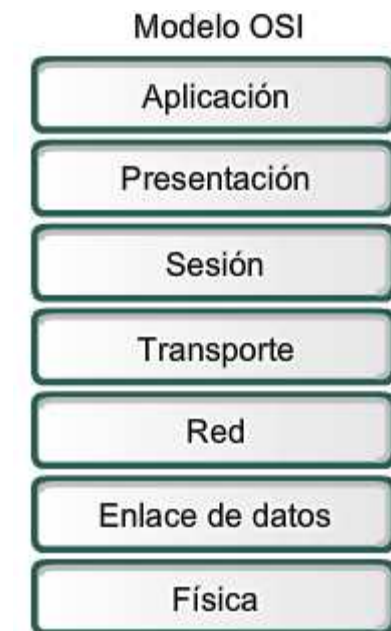 Modelo OSI
Aplicación
Presentación
Sesión
Transporte
Red
Enlace de datos
Física